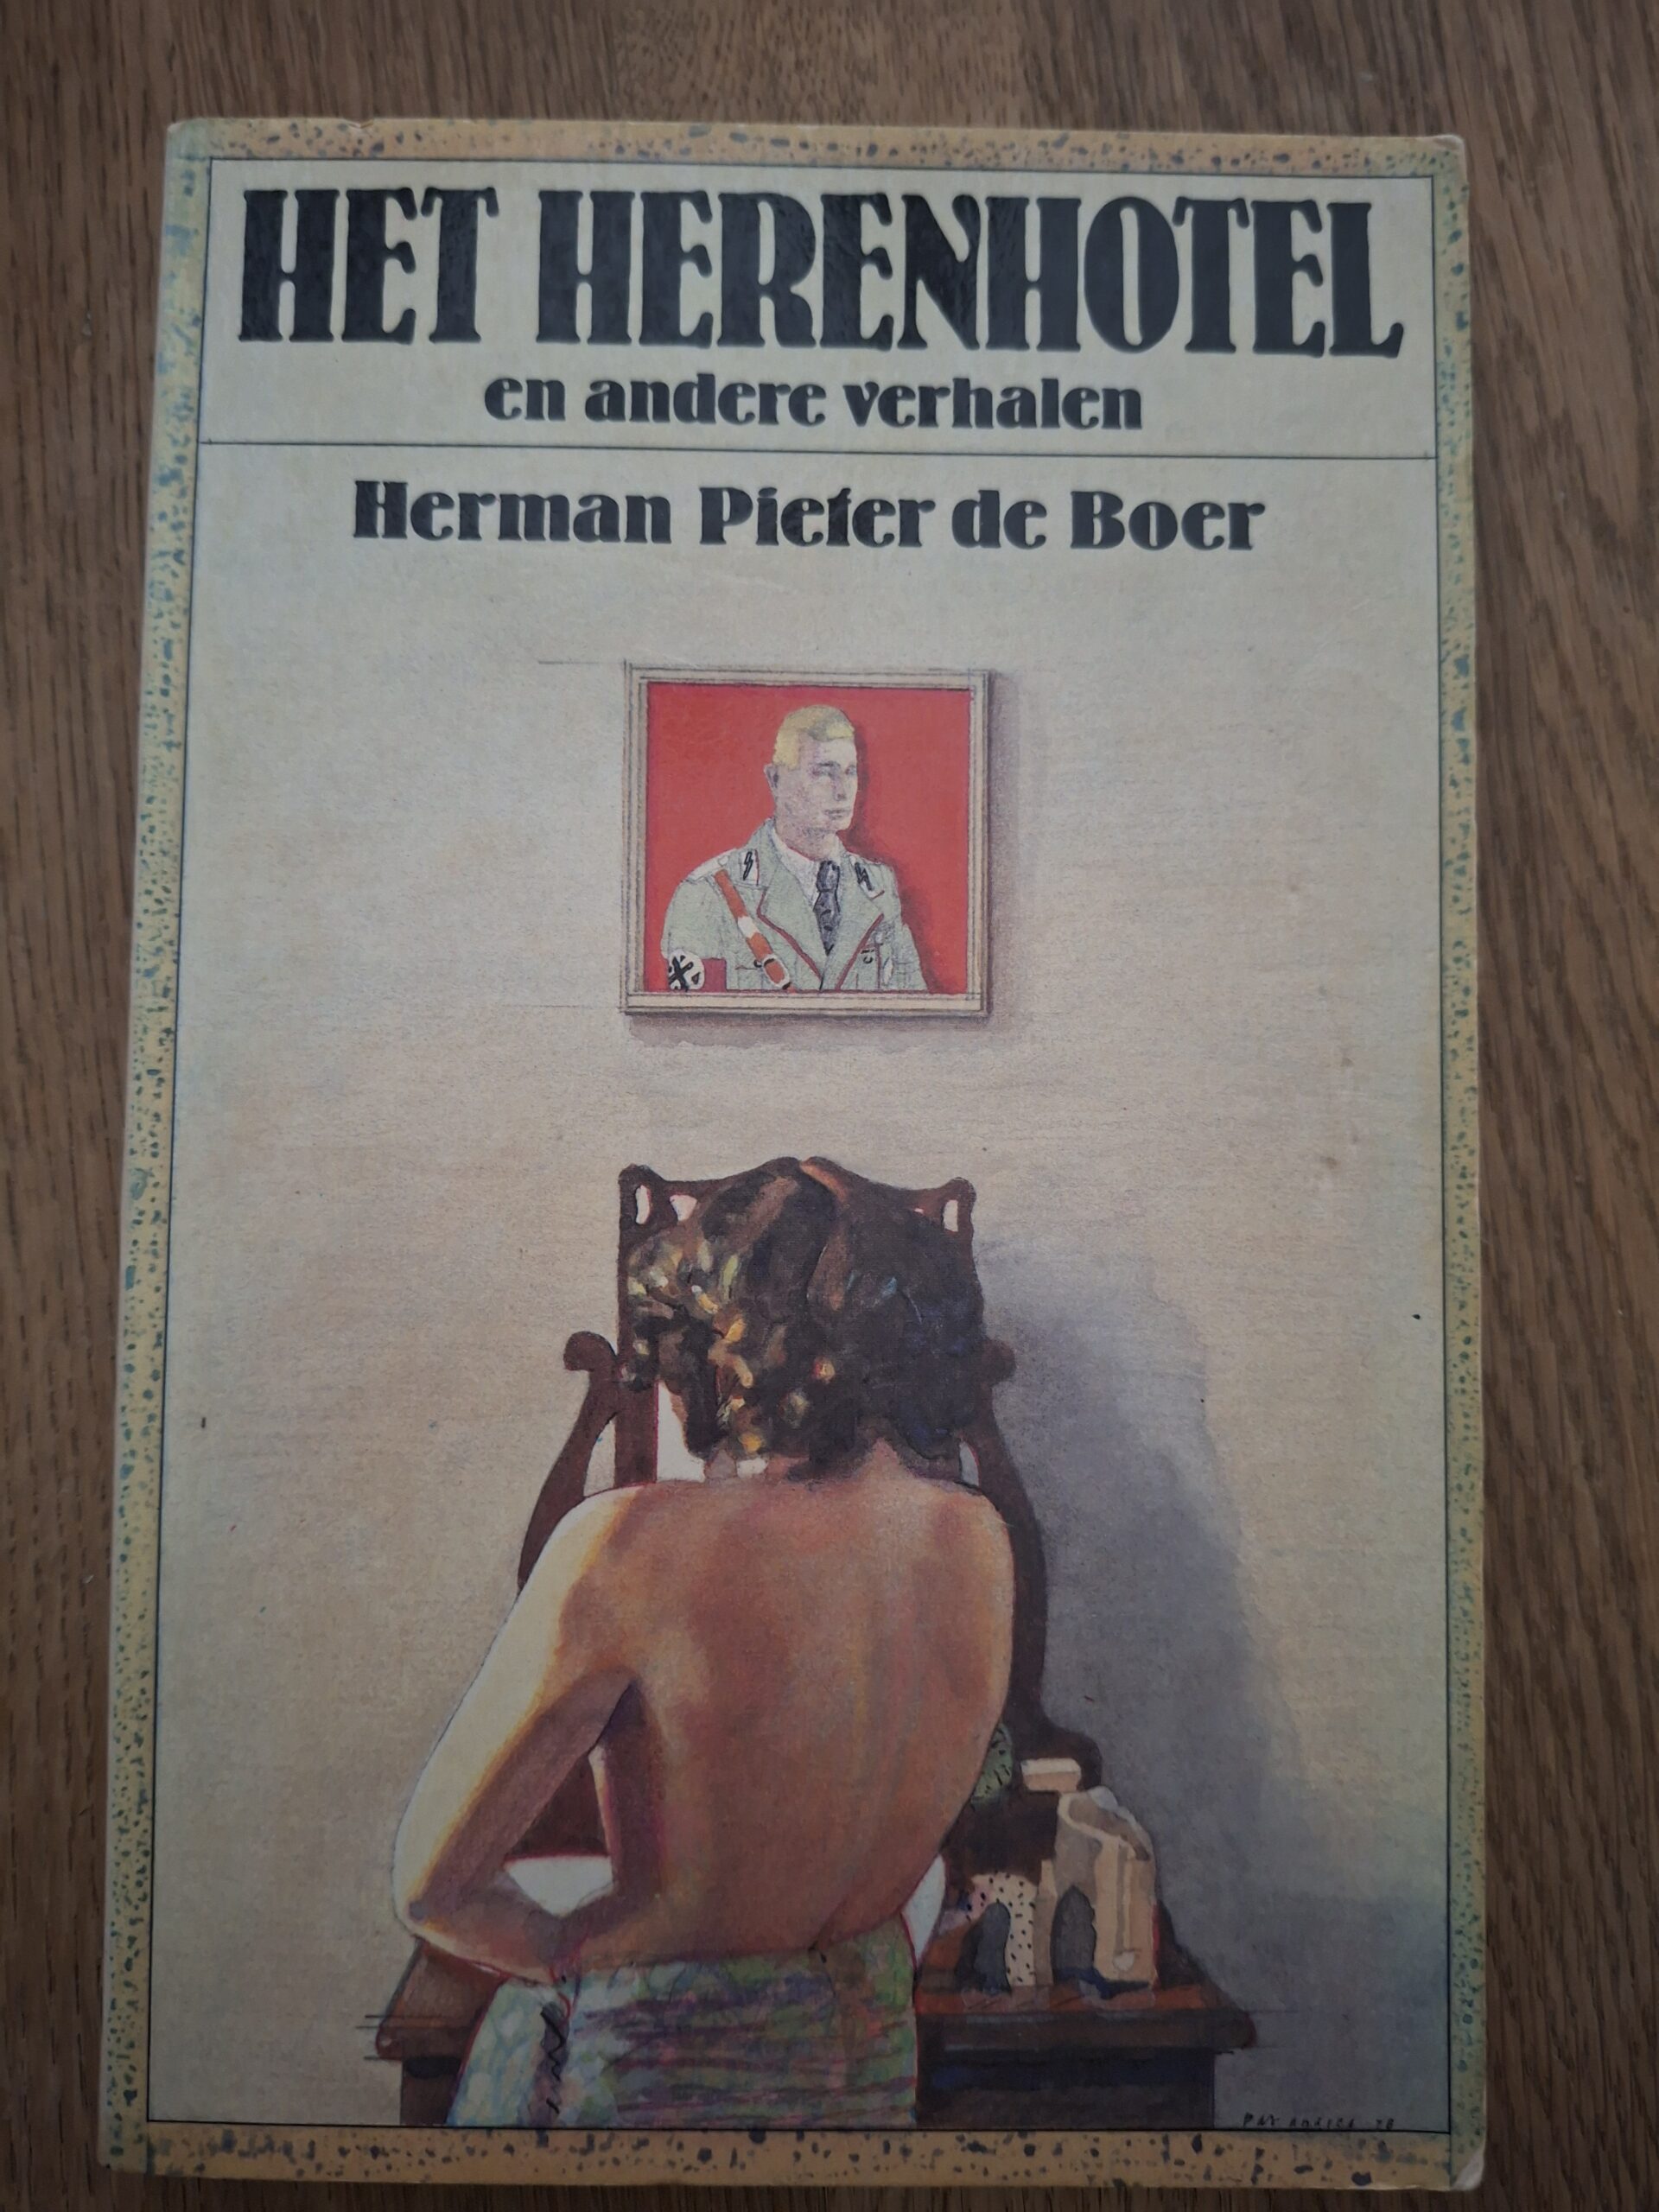 HET HERENHOTEL
en andere verhalen
Herman Pieter de Boer